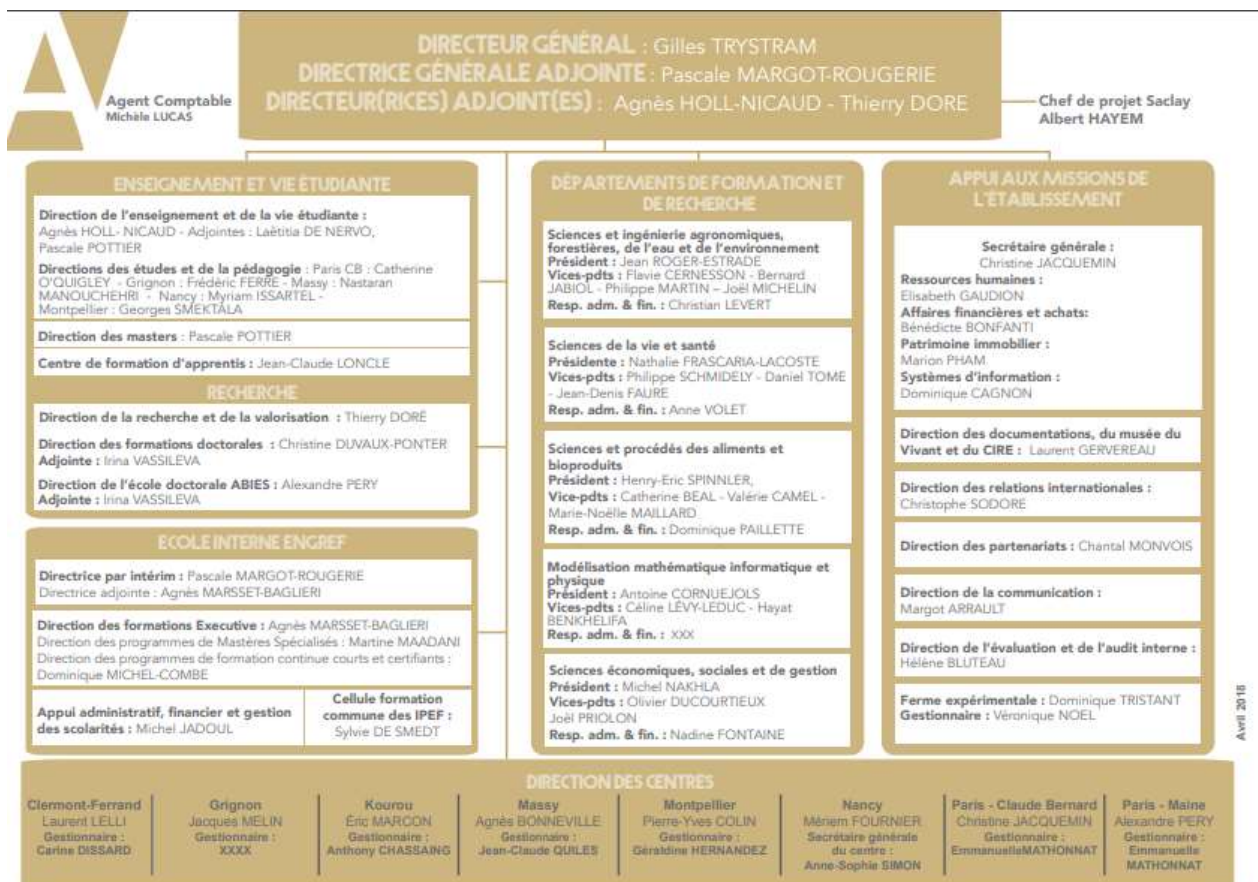 DIRECTEUR GÉNÉRAL : Gilles TRYSTRAM
DIRECTRICE GÉNÉRALE ADJOINTE : Pascale MARGOT-ROUGERIE
DIRECTEUR(RICES) ADJOINT(ES) : Agnès HOLL-NICAUD - Thierry DORE
Agent Comptable
Michèle LUCAS
Chef de projet Saclay
Albert HAYEM
ENSEIGNEMENT ET VIE ÉTUDIANTE
Direction de l'enseignement et de la vie étudiante :
Agnès HOLL- NICAUD - Adjointes : Laëtitia DE NERVO,
Pascale POTTIER
Directions des études et de la pédagogie : Paris CB : Catherine
O'QUIGLEY - Grignon : Frédéric FERRE - Massy : Nastaran
MANOUCHEHRI - Nancy : Myriam ISSARTEL -
Montpellier : Georges SMEKTALA
Direction des masters : Pascale POTTIER
Centre de formation d'apprentis : Jean-Claude LONCLE
RECHERCHE
Direction de la recherche et de la valorisation : Thierry DORÉ
Direction des formations doctorales : Christine DUVAUX-PONTER
Adjointe : Irina VASSILEVA
Direction de l'école doctorale ABIES : Alexandre PERY
Adjointe : Irina VASSILEVA
ECOLE INTERNE ENGREF
Directrice par intérim : Pascale MARGOT-ROUGERIE
Directrice adjointe : Agnès MARSSET-BAGLIERI
Direction des formations Executive : Agnès MARSSET-BAGLIERI
Direction des programmes de Mastères Spécialisés : Martine MAADANI
Direction des programmes de formation continue courts et certifiants :
Dominique MICHEL-COMBE
Appui administratif, financier et gestion
des scolarités : Michel JADOUL
Cellule formation
commune des IPEF :
Sylvie DE SMEDT
DÉPARTEMENTS DE FORMATION ET
DE RECHERCHE
Sciences et ingénierie agronomiques,
forestières, de l'eau et de l'environnement
Président : Jean ROGER-ESTRADE
Vices-pdts : Flavie CERNESSON - Bernard
JABIOL - Philippe MARTIN – Joël MICHELIN
Resp. adm. & fin. : Christian LEVERT
Sciences de la vie et santé
Présidente : Nathalie FRASCARIA-LACOSTE
Vices-pdts : Philippe SCHMIDELY - Daniel TOME
- Jean-Denis FAURE
Resp. adm. & fin. : Anne VOLET
Sciences et procédés des aliments et
bioproduits
Président : Henry-Eric SPINNLER,
Vice-pdts : Catherine BEAL - Valérie CAMEL -
Marie-Noëlle MAILLARD
Resp. adm. & fin. : Dominique PAILLETTE
Modélisation mathématique informatique et
physique
Président : Antoine CORNUEJOLS
Vices-pdts : Céline LÉVY-LEDUC - Hayat
BENKHELIFA
Resp. adm. & fin. : XXX
Sciences économiques, sociales et de gestion
Président : Michel NAKHLA
Vices-pdts : Olivier DUCOURTIEUX
Joël PRIOLON
Resp. adm. & fin. : Nadine FONTAINE
APPUI AUX MISSIONS DE
L'ÉTABLISSEMENT
Secrétaire générale :
Christine JACQUEMIN
Ressources humaines :
Elisabeth GAUDION
Affaires financières et achats:
Bénédicte BONFANTI
Patrimoine immobilier :
Marion PHAM
Systèmes d'information :
Dominique CAGNON
Direction des documentations, du musée du
Vivant et du CIRE : Laurent GERVEREAU
Direction des relations internationales :
Christophe SODORE
Direction des partenariats : Chantal MONVOIS
Direction de la communication :
Margot ARRAULT
Direction de l'évaluation et de l'audit interne :
Hélène BLUTEAU
Ferme expérimentale : Dominique TRISTANT
Gestionnaire : Véronique NOEL
Avril 2018
DIRECTION DES CENTRES
Clermont-Ferrand
Laurent LELLI
Gestionnaire :
Carine DISSARD
Grignon
Jacques MELIN
Gestionnaire :
XXXX
Kourou
Éric MARCON
Gestionnaire :
Anthony CHASSAING
Massy
Agnès BONNEVILLE
Gestionnaire :
Jean-Claude QUILES
Montpellier
Pierre-Yves COLIN
Gestionnaire :
Géraldine HERNANDEZ
Nancy
Mériem FOURNIER
Secrétaire générale
du centre :
Anne-Sophie SIMON
Paris - Claude Bernard
Christine JACQUEMIN
Gestionnaire :
EmmanuelleMATHONNAT
Paris - Maine
Alexandre PERY
Gestionnaire :
Emmanuelle
MATHONNAT